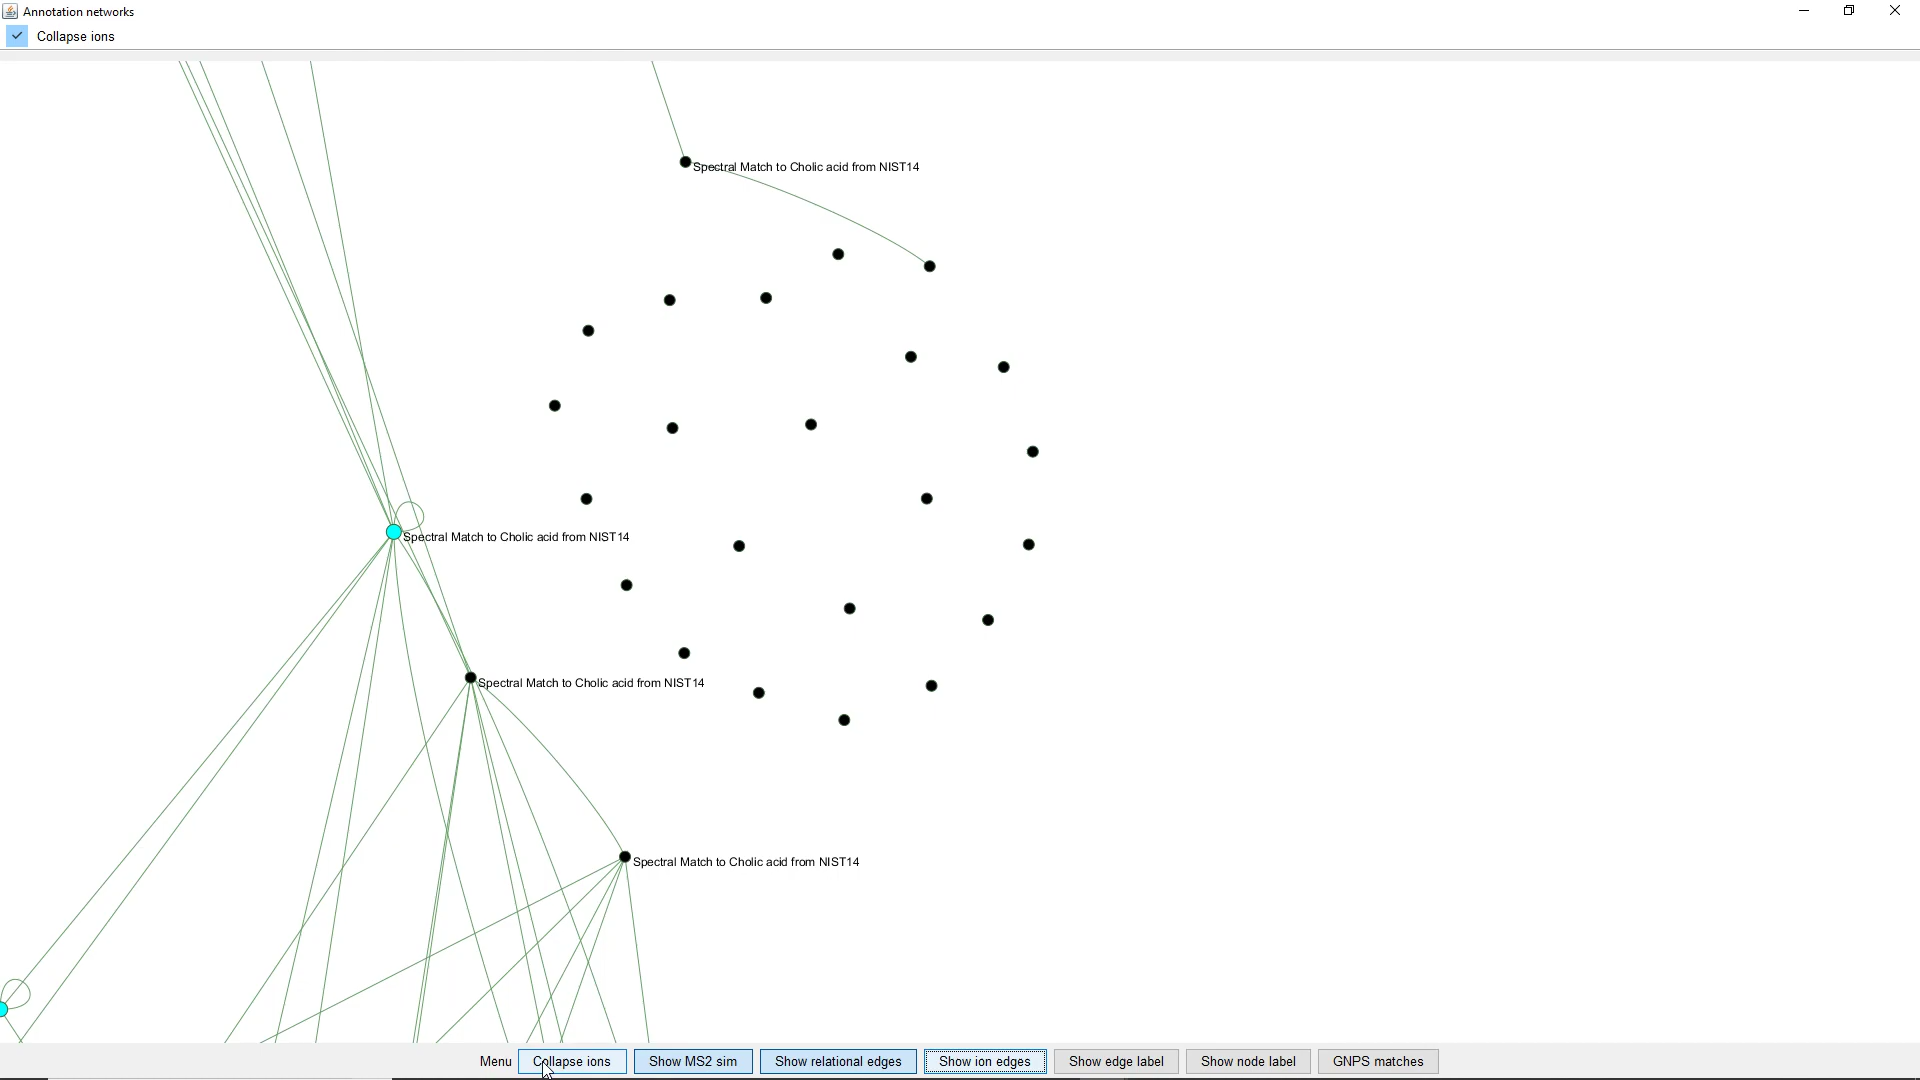 Annotation networks
Collapse ions
Spectral Match to Cholic acid from NIST14
Spectral Match to Cholic acid from NIST14
Spectral Match to Cholic acid from NIST14
Spectral Match to Cholic acid from NIST14
Menu Collapse ions Show MS2 sim Show relational edges Show ion edges Show edge label Show node label GNPS matches